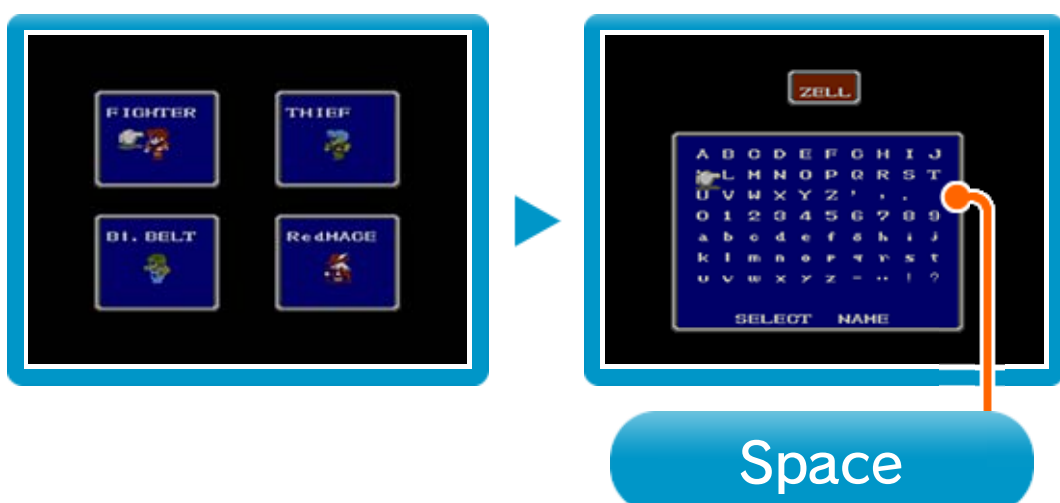 FIGHTER
THIEF
Bl. BELT
RedMAGE
ZELL
A B C D E F G H I J
L M N O P Q R S T
U V W X Y Z ' , .
0 1 2 3 4 5 6 7 8 9
a b c d e f g h i j
k l m n o p q r s t
u v w x y z - .. ! ?
SELECT NAME
Space